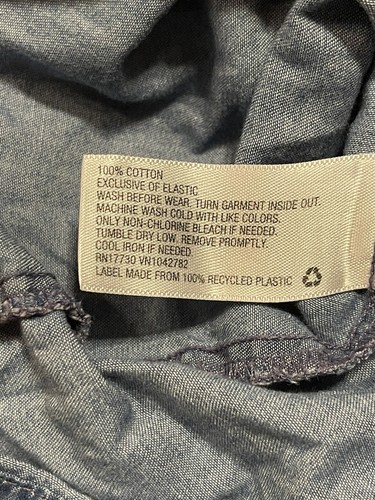 100% COTTON
EXCLUSIVE OF ELASTIC
WASH BEFORE WEAR. TURN GARMENT INSIDE OUT.
MACHINE WASH COLD WITH LIKE COLORS.
ONLY NON-CHLORINE BLEACH IF NEEDED.
TUMBLE DRY LOW. REMOVE PROMPTLY.
COOL IRON IF NEEDED.
RN17730 VN1042782
LABEL MADE FROM 100% RECYCLED PLASTIC